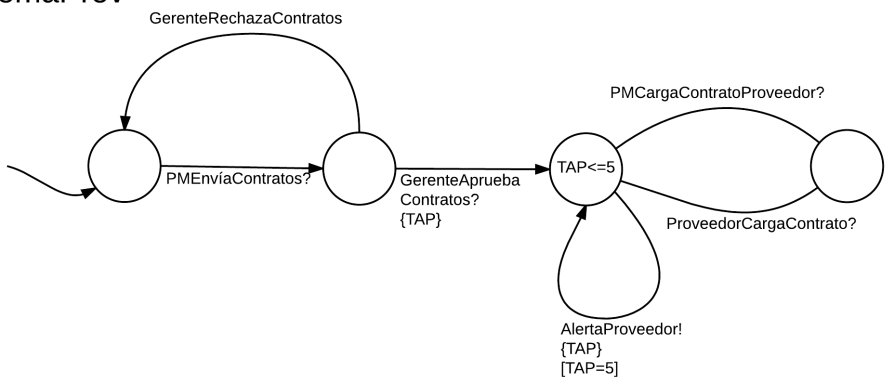 GerenteRechazaContratos
PMCargaContratoProveedor?
TAP<=5
PMEnvíaContratos?
GerenteAprueba
Contratos?
{TAP}
ProveedorCargaContrato?
AlertaProveedor!
{TAP}
[TAP=5]